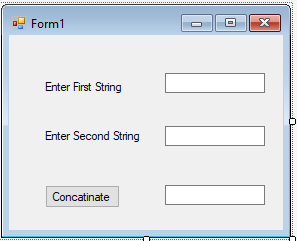 Form1
Enter First String
Enter Second String
Concatinate